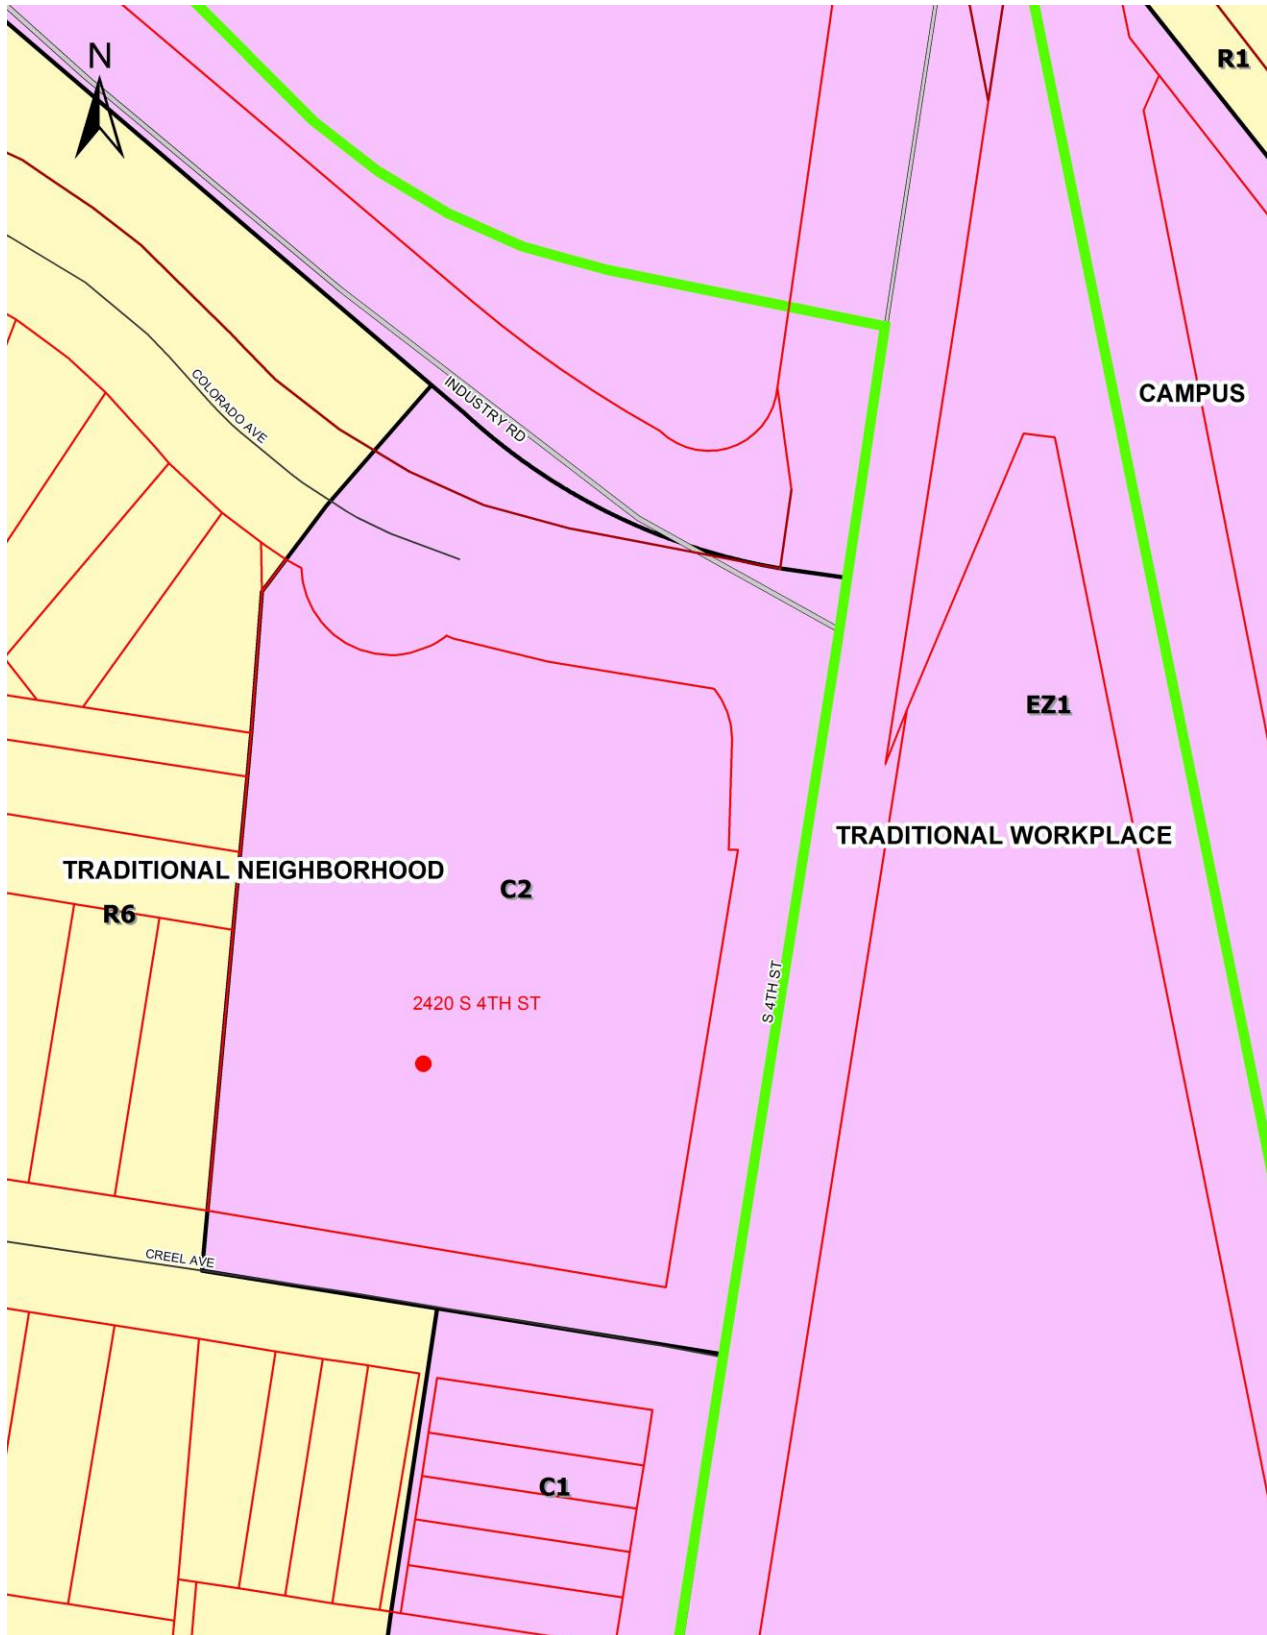 N
R1
COLORADO AVE
INDUSTRY RD
CAMPUS
EZ1
TRADITIONAL WORKPLACE
TRADITIONAL NEIGHBORHOOD
C2
R6
2420 S 4TH ST
S 4TH ST
CREEL AVE
C1